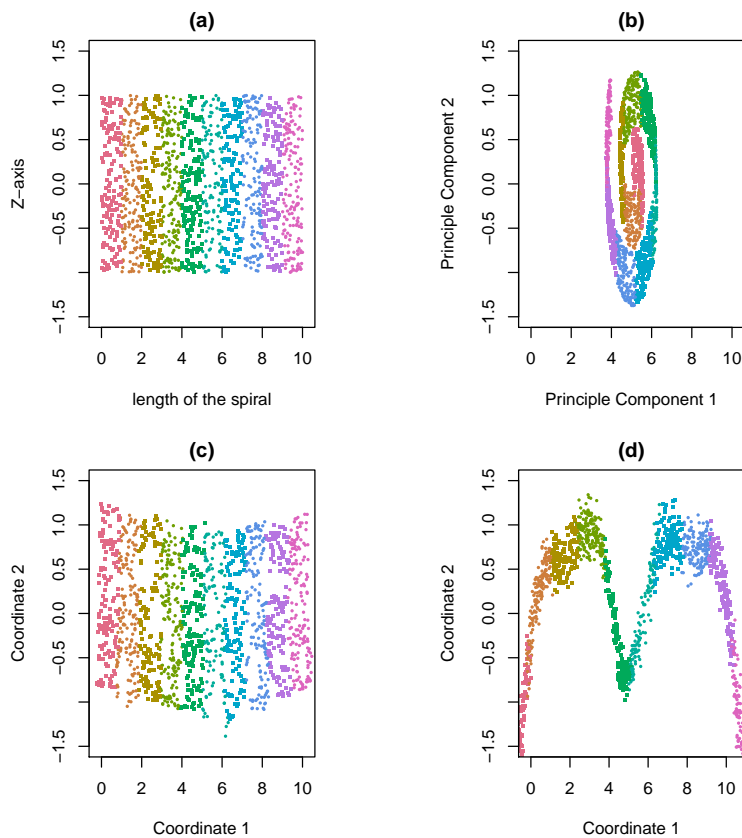 (a)
1.5
1.0
0.5
0.0
−0.5
−1.5
Z−axis
0 2 4 6 8 10
length of the spiral
(b)
1.5
1.0
0.5
0.0
−0.5
−1.5
Principle Component 2
0 2 4 6 8 10
Principle Component 1
(c)
1.5
1.0
0.5
0.0
−0.5
−1.5
Coordinate 2
0 2 4 6 8 10
Coordinate 1
(d)
1.5
1.0
0.5
0.0
−0.5
−1.5
Coordinate 2
0 2 4 6 8 10
Coordinate 1